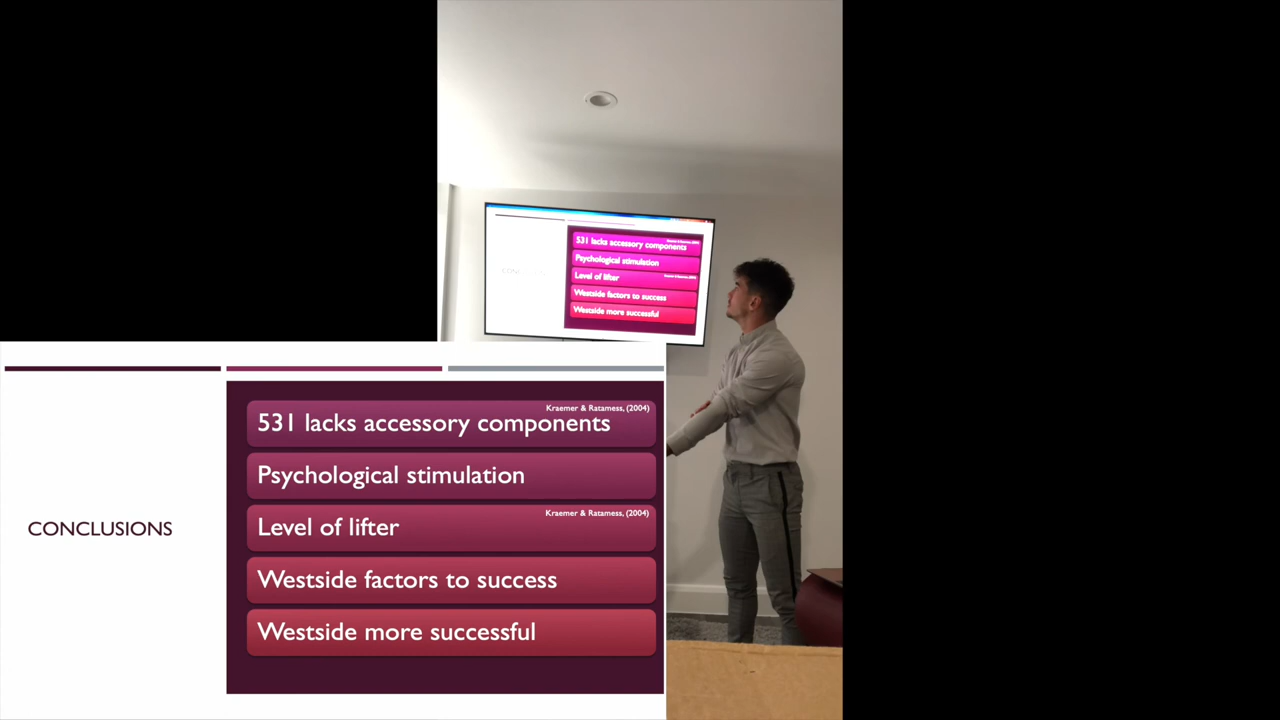 531 lacks accessory components
Psychological stimulation
Level of lifter
Westside factors to success
Westside more successful
CONCLUSIONS
Kraemer & Ratamess, (2004)
531 lacks accessory components
Psychological stimulation
Kraemer & Ratamess, (2004)
Level of lifter
Westside factors to success
Westside more successful